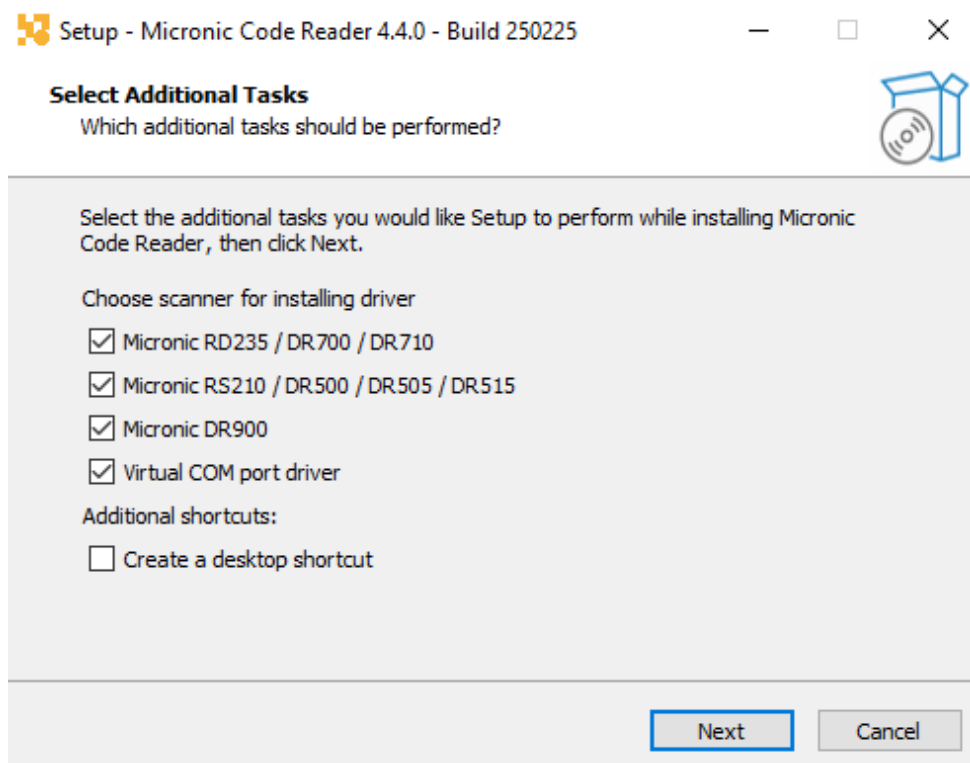 Setup - Micronic Code Reader 4.4.0 - Build 250225
Select Additional Tasks
Which additional tasks should be performed?
Select the additional tasks you would like Setup to perform while installing Micronic
Code Reader, then click Next.
Choose scanner for installing driver
Micronic RD235 / DR700 / DR710
Micronic RS210 / DR500 / DR505 / DR515
Micronic DR900
Virtual COM port driver
Additional shortcuts:
Create a desktop shortcut
Next Cancel